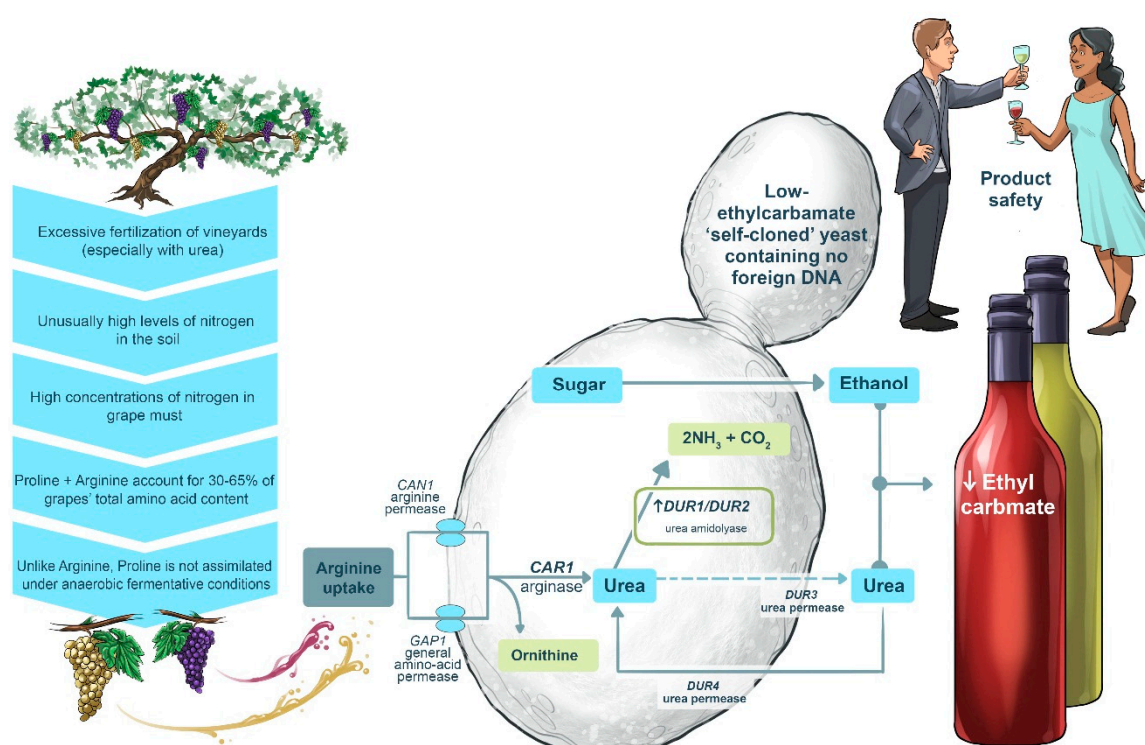 Excessive fertilization of vineyards
(especially with urea)
Unusually high levels of nitrogen
in the soil
High concentrations of nitrogen in
grape must
Proline + Arginine account for 30-65% of
grapes' total amino acid content
Unlike Arginine, Proline is not assimilated
under anaerobic fermentative conditions
Arginine
uptake
CAN1
arginine
permease
GAP1
general
amino-acid
permease
Low-
ethylcarbamate
'self-cloned' yeast
containing no
foreign DNA
Sugar
Ethanol
2NH₃ + CO₂
↑DUR1/DUR2
urea amidolyase
CAR1
arginase
Urea
DUR3
urea permease
Urea
Ornithine
DUR4
urea permease
Product
safety
↓ Ethyl
carbmate